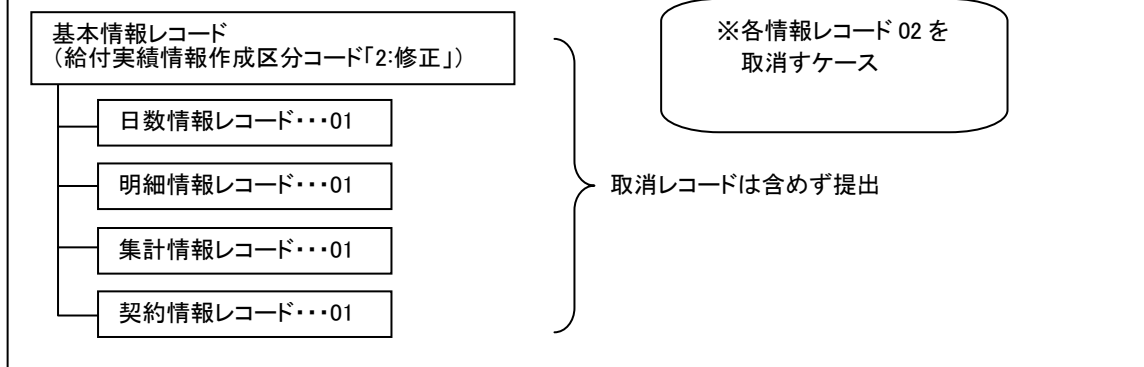 基本情報レコード
（給付実績情報作成区分コード「2:修正」）
日数情報レコード・・・01
明細情報レコード・・・01
集計情報レコード・・・01
契約情報レコード・・・01
取消レコードは含めず提出
※各情報レコード 02 を
取消すケース